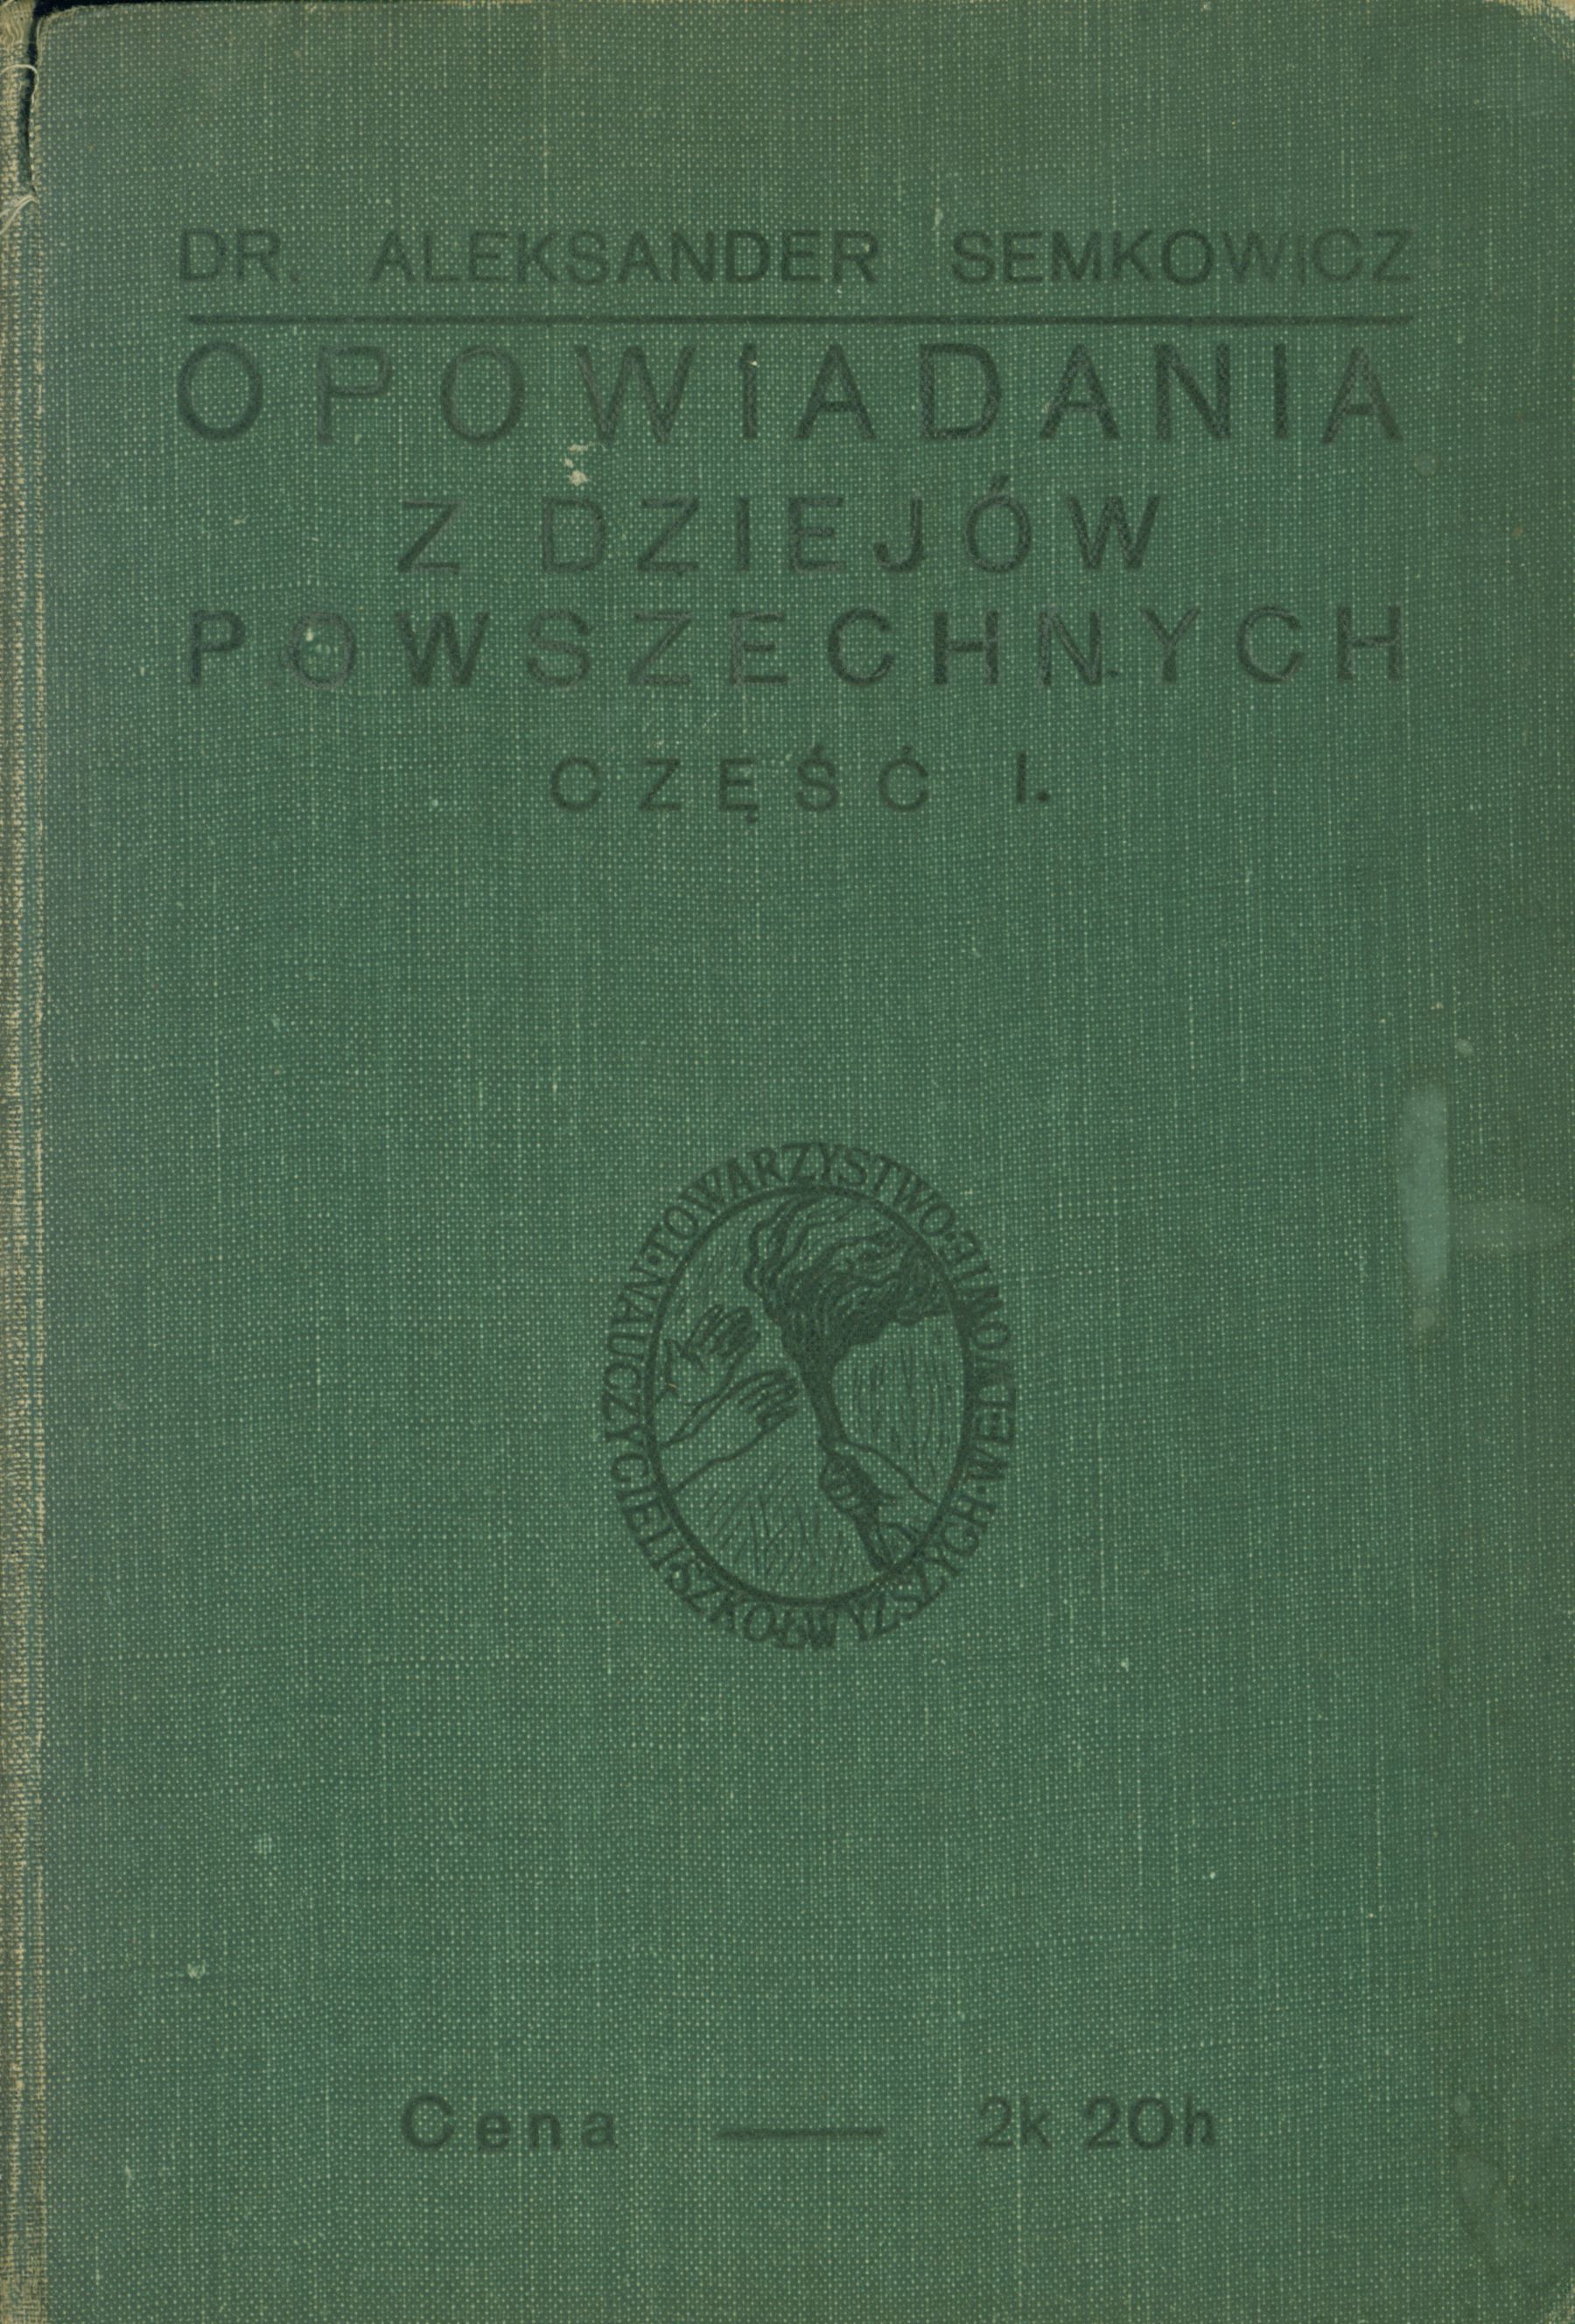 DR. ALEKSANDER SEMKOWICZ
OPOWIADANIA
Z DZIEJÓW
POWSZECHNYCH
CZĘŚĆ I.
TOWARZYSTWO·NAUCZYCIELI·SZKÓŁ·WYŻSZYCH·WE LWOWIE·
Cena — 2k 20h